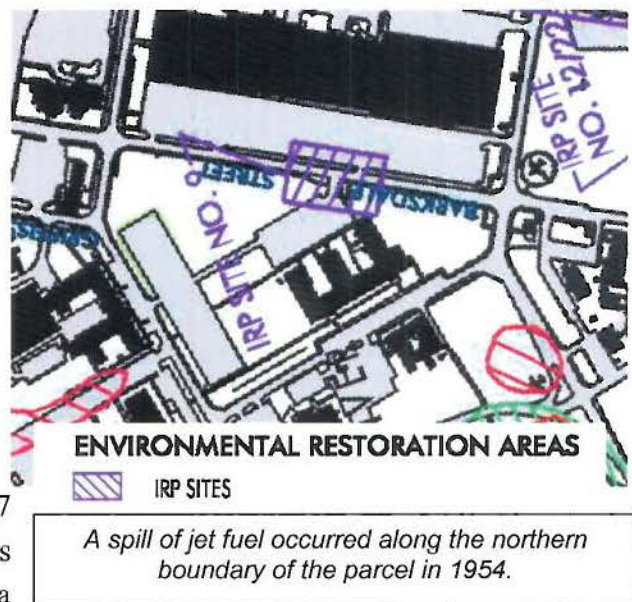 IRP SITE
NO. 12/22
STREET
BARKSDALE
IRP SITE NO. 9
ENVIRONMENTAL RESTORATION AREAS
IRP SITES
7
s
a
A spill of jet fuel occurred along the northern
boundary of the parcel in 1954.